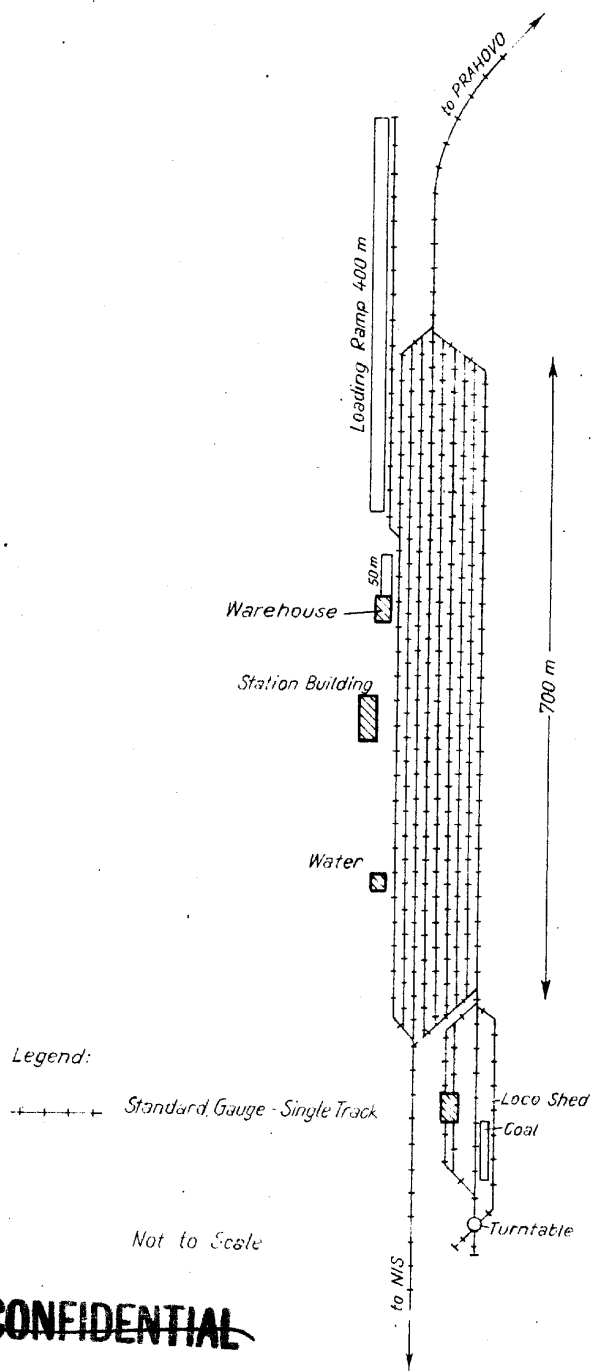 to PRAHOVO
Loading Ramp 400 m
50 m
Warehouse
Station Building
700 m
Water
Legend:
Loco Shed
Standard Gauge - Single Track
Coal
Turntable
Not to Scale
to NIS
CONFIDENTIAL